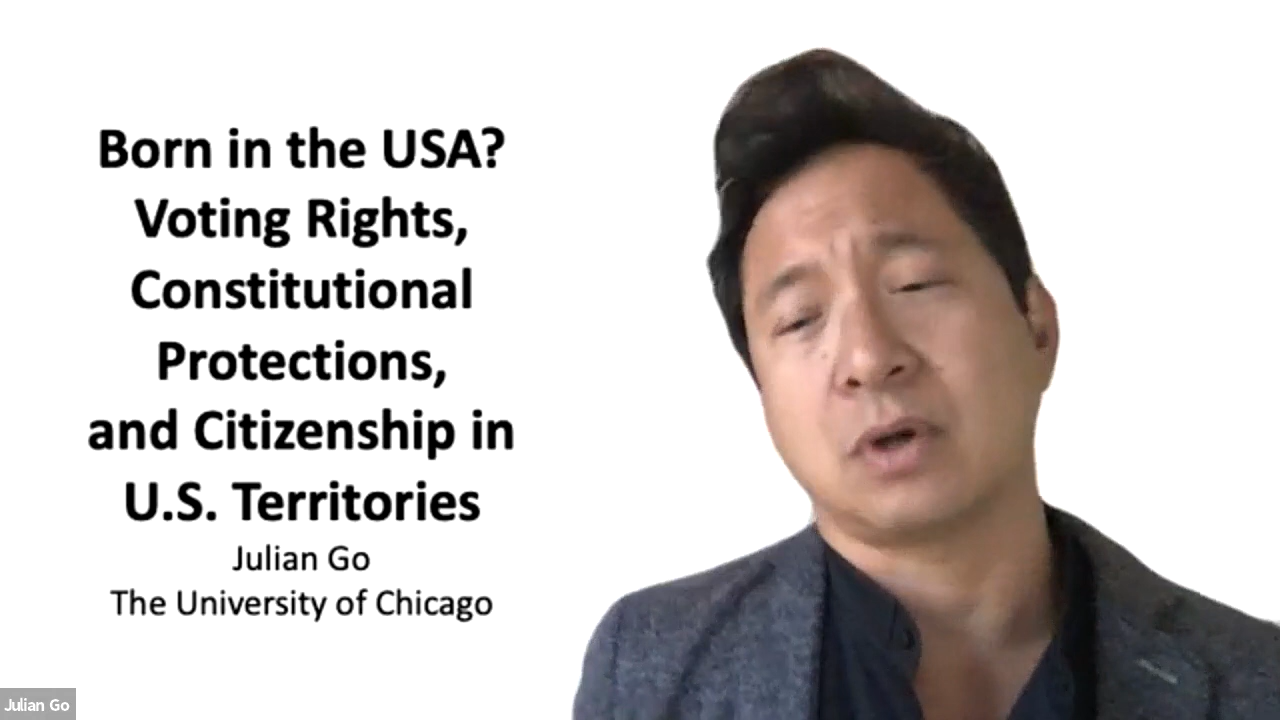 Born in the USA?
Voting Rights,
Constitutional
Protections,
and Citizenship in
U.S. Territories
Julian Go
The University of Chicago
Julian Go